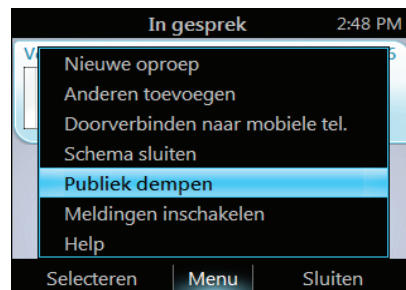 In gesprek 2:48 PM
Nieuwe oproep
Anderen toevoegen
Doorverbinden naar mobiele tel.
Schema sluiten
Publiek dempen
Meldingen inschakelen
Help
Selecteren Menu Sluiten